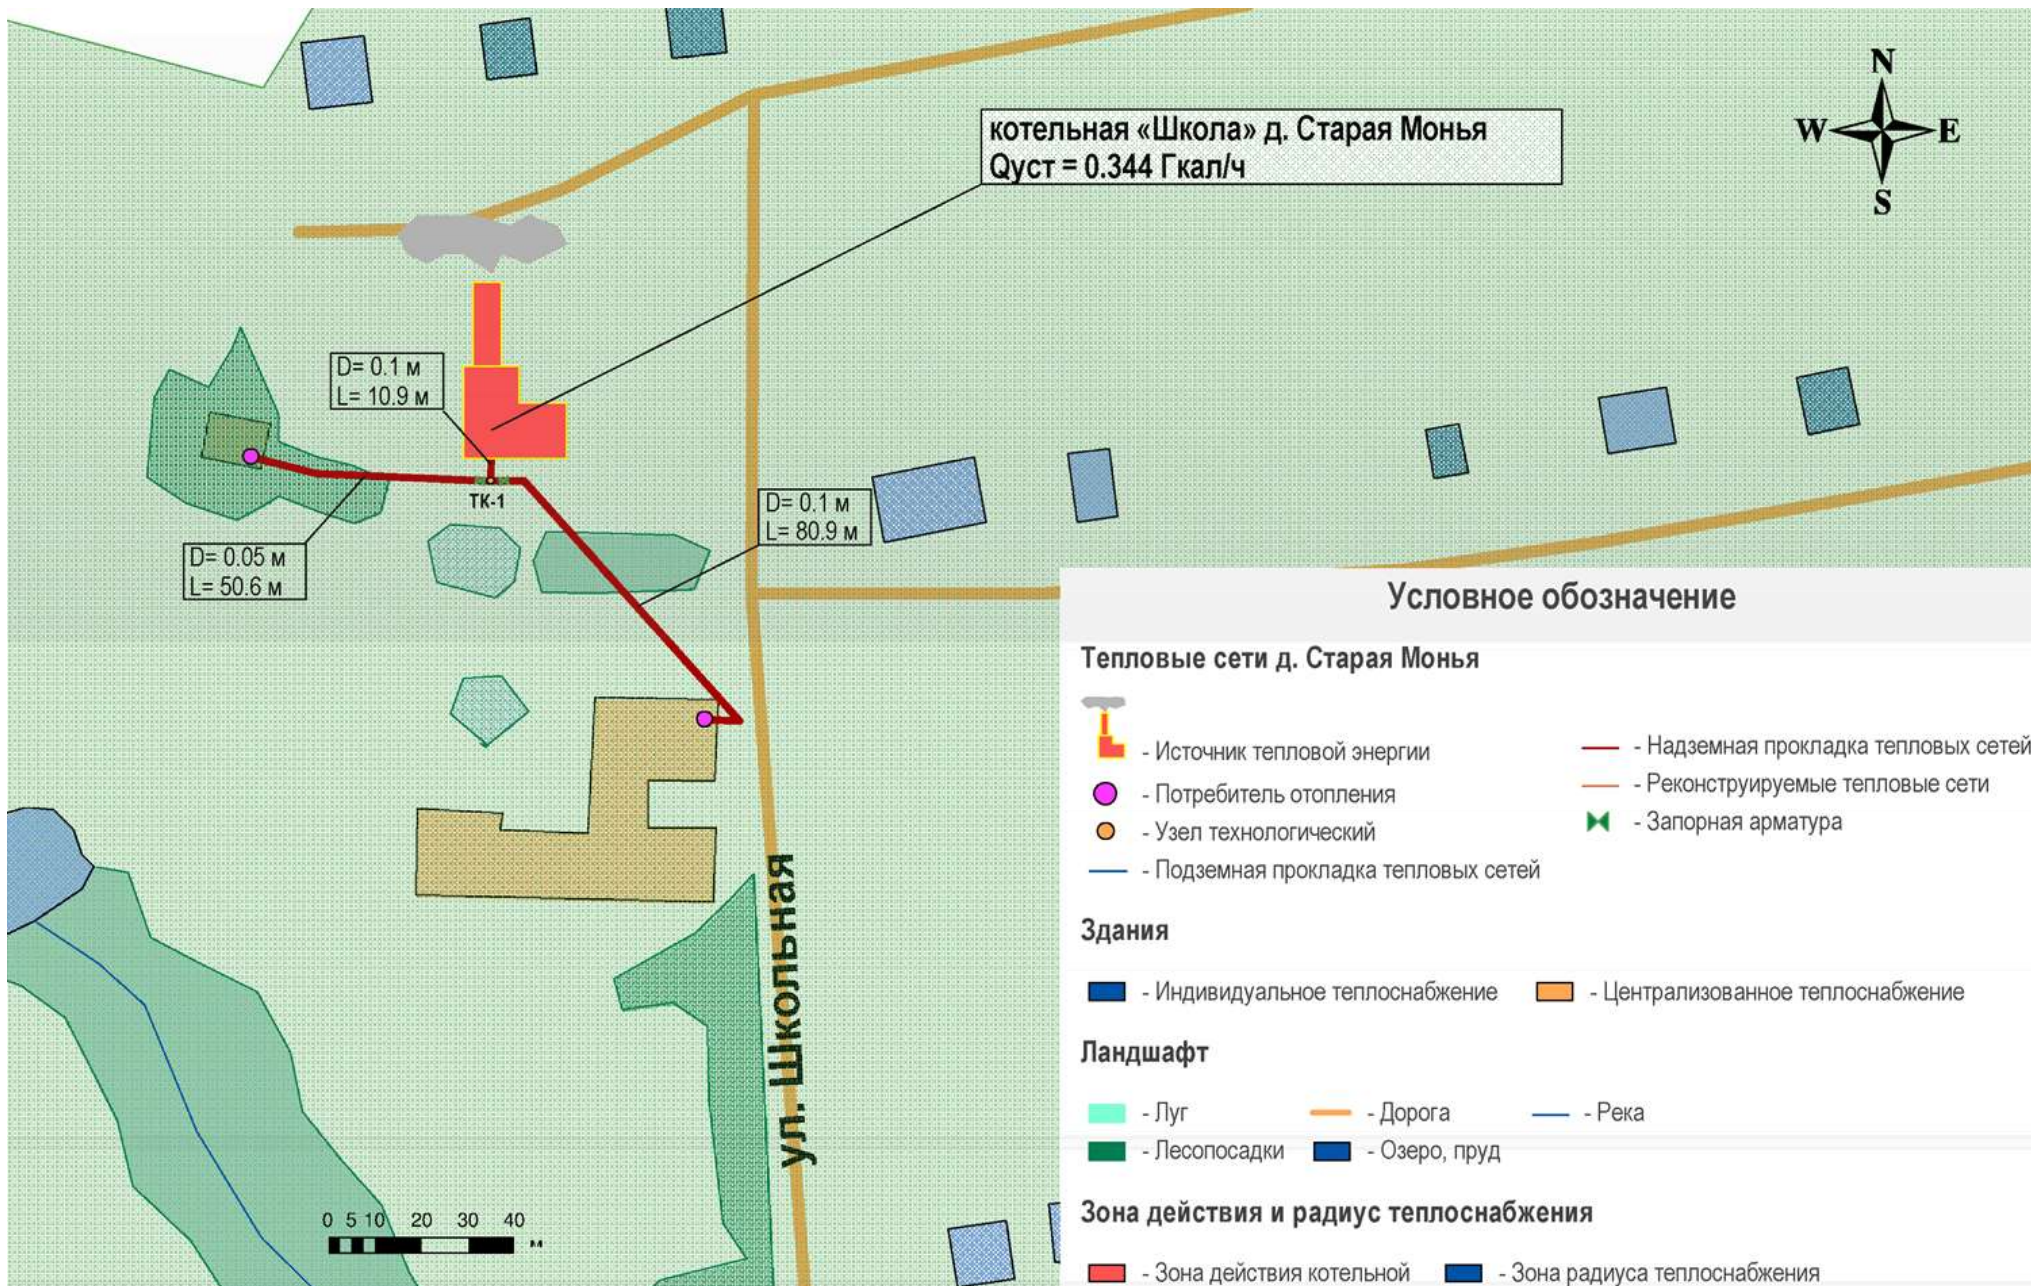 N
W E
S
котельная «Школа» д. Старая Монья
Qуст = 0.344 Гкал/ч
D= 0.1 м
L= 10.9 м
ТК-1
D= 0.1 м
L= 80.9 м
D= 0.05 м
L= 50.6 м
ул. Школьная
0 5 10 20 30 40
м
Условное обозначение
Тепловые сети д. Старая Монья
- Источник тепловой энергии
- Потребитель отопления
- Узел технологический
- Подземная прокладка тепловых сетей
- Надземная прокладка тепловых сетей
- Реконструируемые тепловые сети
- Запорная арматура
Здания
- Индивидуальное теплоснабжение - Централизованное теплоснабжение
Ландшафт
- Луг - Дорога - Река
- Лесопосадки - Озеро, пруд
Зона действия и радиус теплоснабжения
- Зона действия котельной - Зона радиуса теплоснабжения